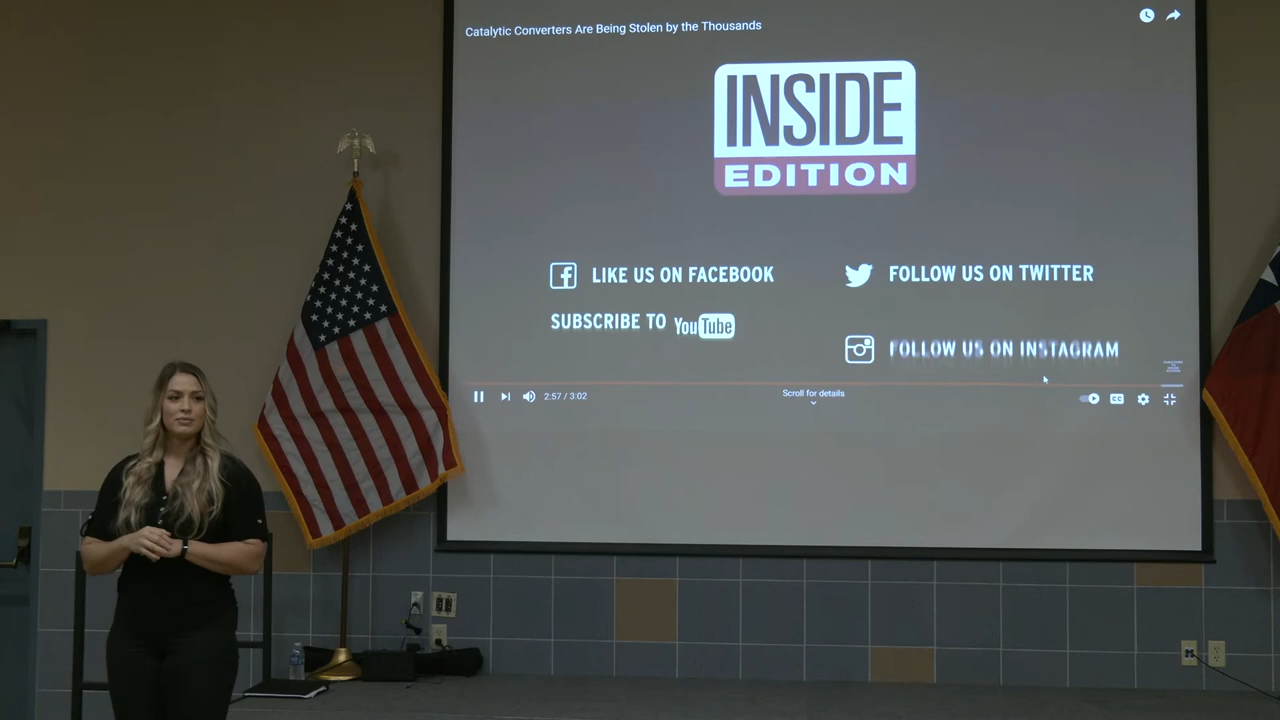 Catalytic Converters Are Being Stolen by the Thousands
INSIDE
EDITION
LIKE US ON FACEBOOK
FOLLOW US ON TWITTER
SUBSCRIBE TO YouTube
FOLLOW US ON INSTAGRAM
2:57 / 3:02
Scroll for details
CC